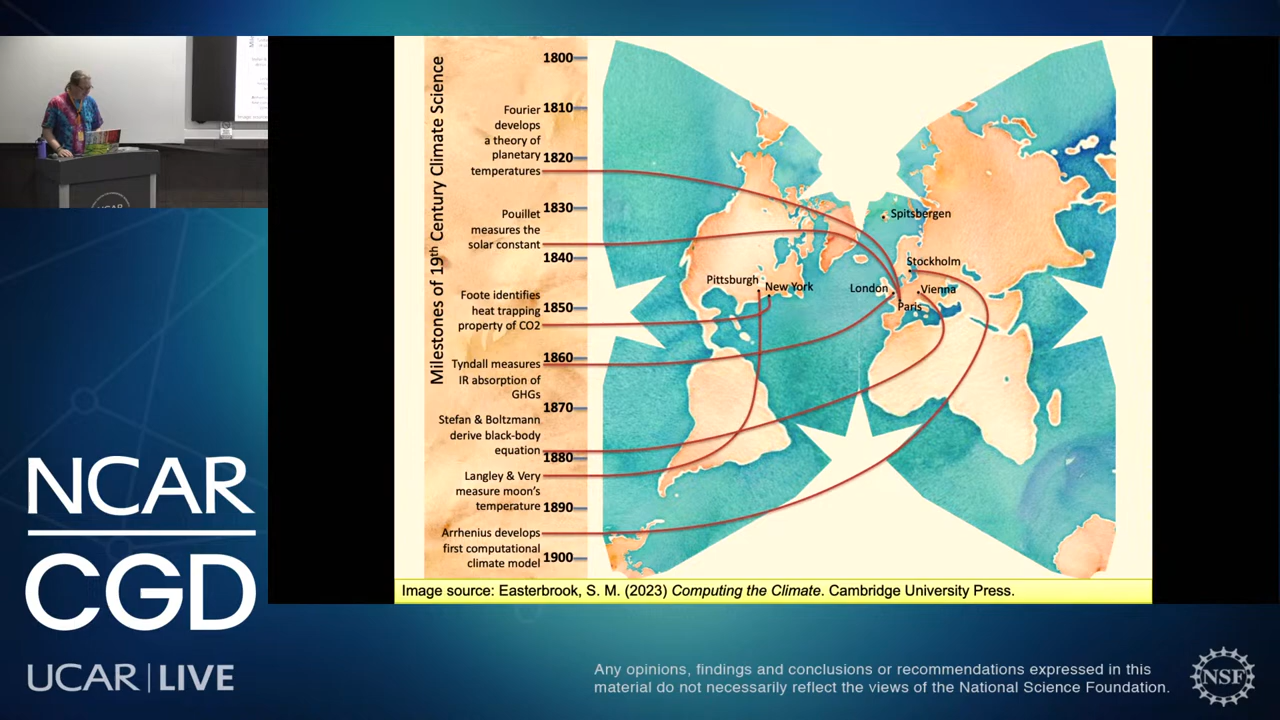 Milestones of 19th Century Climate Science
1800
1810
1820
1830
1840
1850
1860
1870
1880
1890
1900
Fourier
develops
a theory of
planetary
temperatures
Pouillet
measures the
solar constant
Foote identifies
heat trapping
property of CO2
Tyndall measures
IR absorption of
GHGs
Stefan & Boltzmann
derive black-body
equation
Langley & Very
measure moon's
temperature
Arrhenius develops
first computational
climate model
Spitsbergen
Stockholm
Pittsburgh
New York
London
Vienna
Paris
Image source: Easterbrook, S. M. (2023) Computing the Climate. Cambridge University Press.
NCAR
NCAR
CGD
UCAR | LIVE
Any opinions, findings and conclusions or recommendations expressed in this
material do not necessarily reflect the views of the National Science Foundation.
NSF